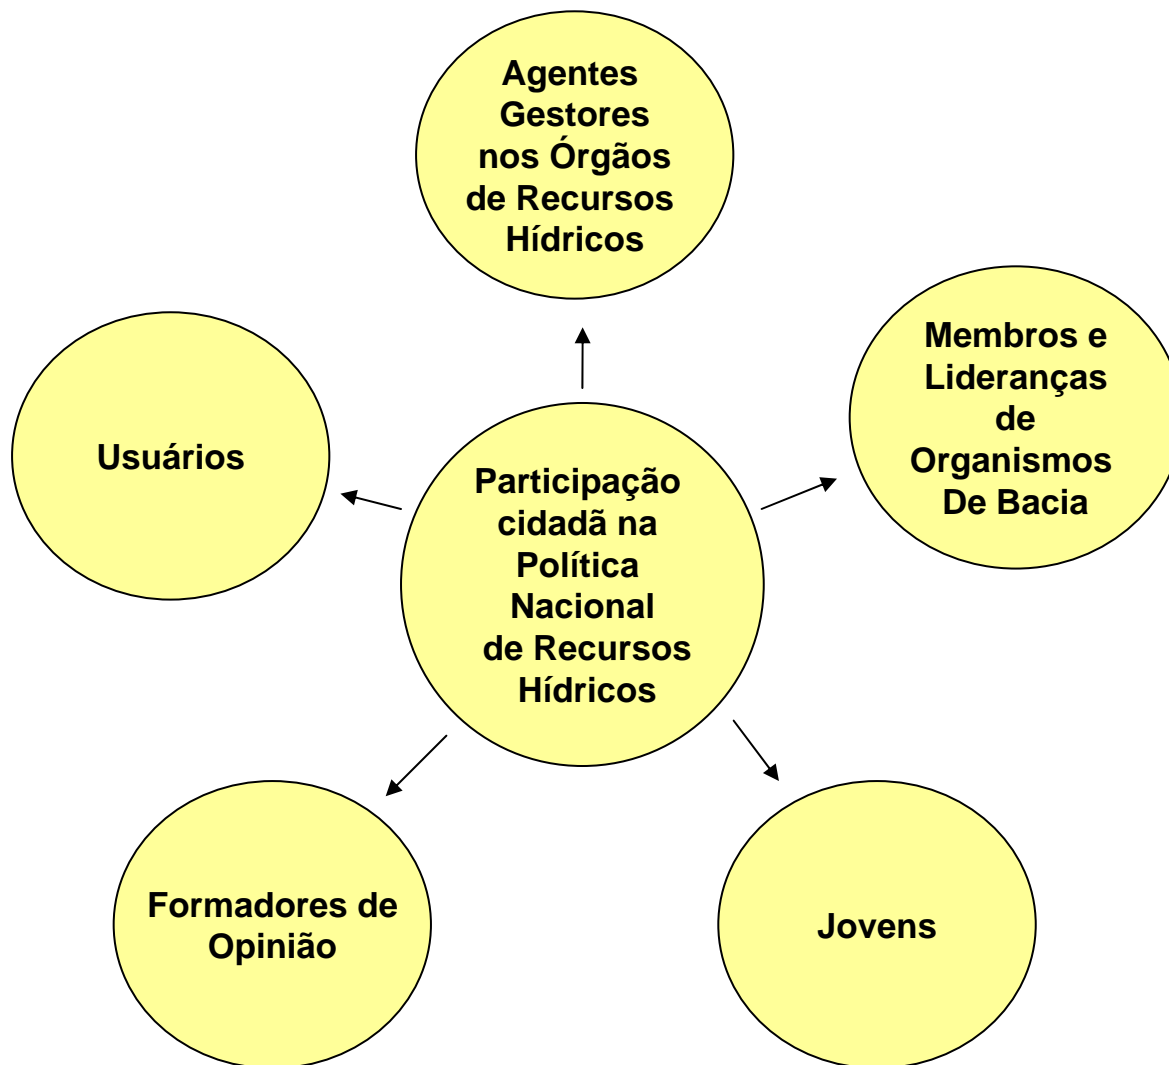 Agentes
Gestores
nos Órgãos
de Recursos
Hídricos
Membros e
Lideranças
de
Organismos
De Bacia
Usuários
Participação
cidadã na
Política
Nacional
de Recursos
Hídricos
Formadores de
Opinião
Jovens